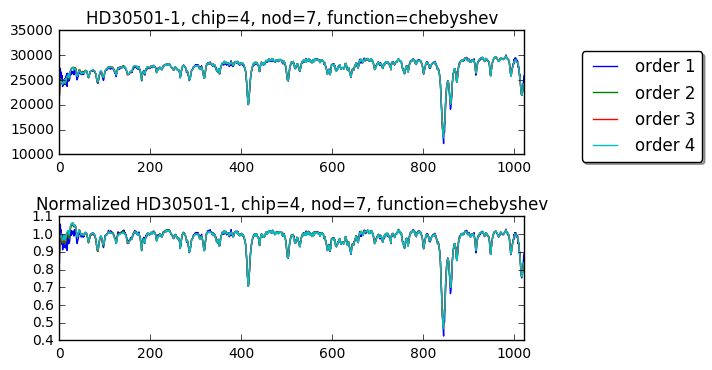 HD30501-1, chip=4, nod=7, function=chebyshev
35000
30000
25000
20000
15000
10000
0 200 400 600 800 1000
order 1
order 2
order 3
order 4
Normalized HD30501-1, chip=4, nod=7, function=chebyshev
1.1
1.0
0.9
0.8
0.7
0.6
0.5
0.4
0 200 400 600 800 1000